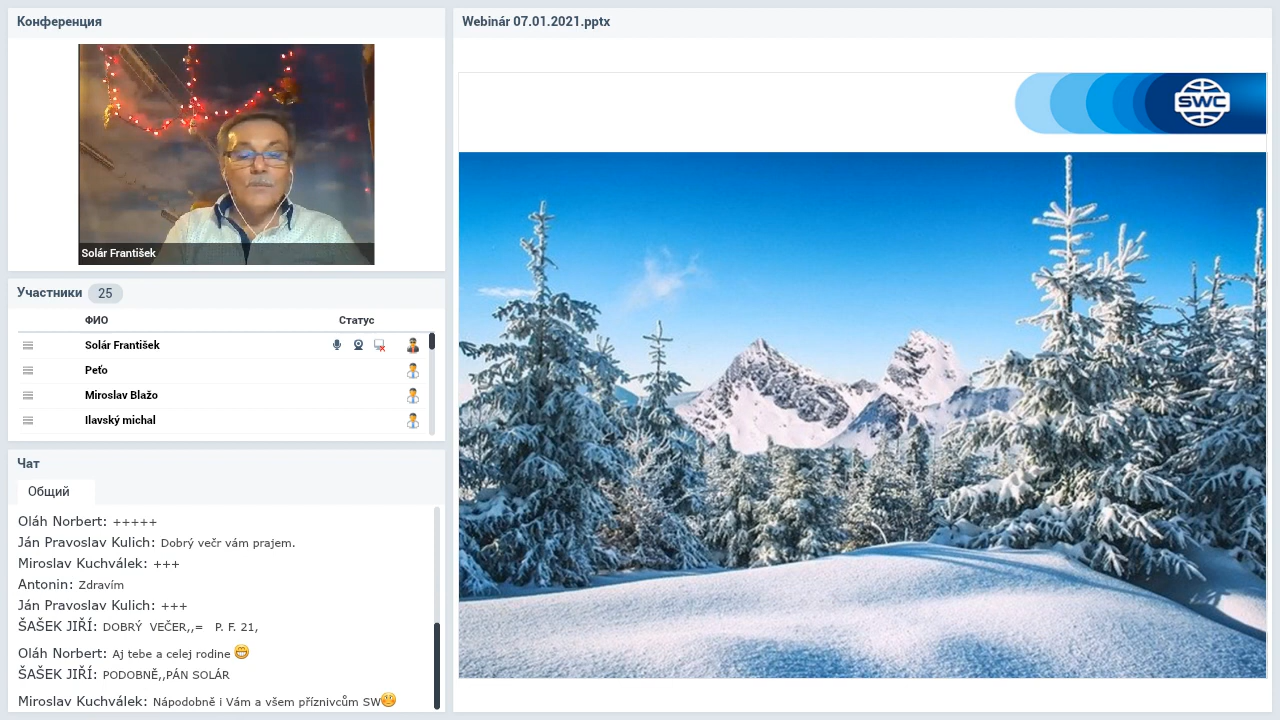 Конференция
Solár František
Участники 25
ФИО Статус
Solár František
Peťo
Miroslav Blažo
Ilavský michal
Чат
Общий
Oláh Norbert: +++++
Ján Pravoslav Kulich: Dobrý večr vám prajem.
Miroslav Kuchválek: +++
Antonin: Zdravím
Ján Pravoslav Kulich: +++
ŠAŠEK JIŘÍ: DOBRÝ VEČER,,= P. F. 21,
Oláh Norbert: Aj tebe a celej rodine
ŠAŠEK JIŘÍ: PODOBNĚ,,PÁN SOLÁR
Miroslav Kuchválek: Nápodobně i Vám a všem příznivcům SW
Webinár 07.01.2021.pptx
SWC